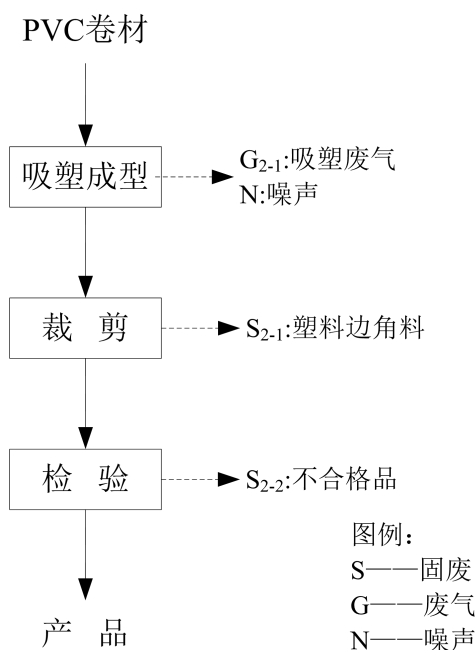 PVC卷材
吸塑成型
G2-1:吸塑废气
N:噪声
裁 剪
S2-1:塑料边角料
检 验
S2-2:不合格品
产 品
图例：
S——固废
G——废气
N——噪声